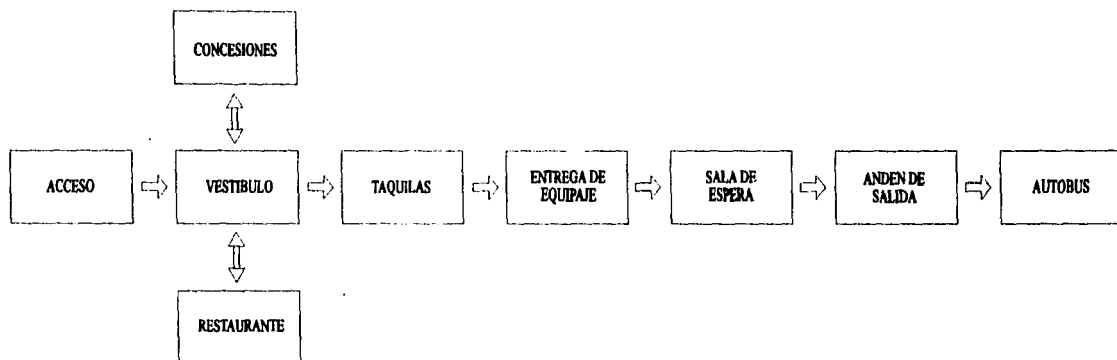 CONCESIONES
ACCESO
VESTIBULO
TAQUILAS
ENTREGA DE
EQUIPAJE
SALA DE
ESPERA
ANDEN DE
SALIDA
AUTOBUS
RESTAURANTE